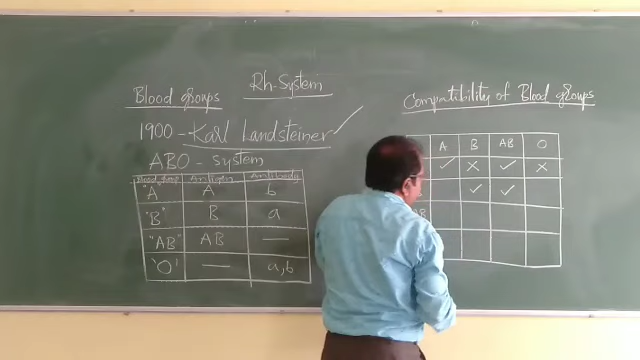 Blood groups
Rh-System
1900 - Karl Landsteiner
ABO - System
Blood group Antigen Antibody
"A" A b
"B" B a
"AB" AB —
"O" — a,b
Compatibility of Blood groups
A B AB O
✓ × ✓ ×
✓ ✓